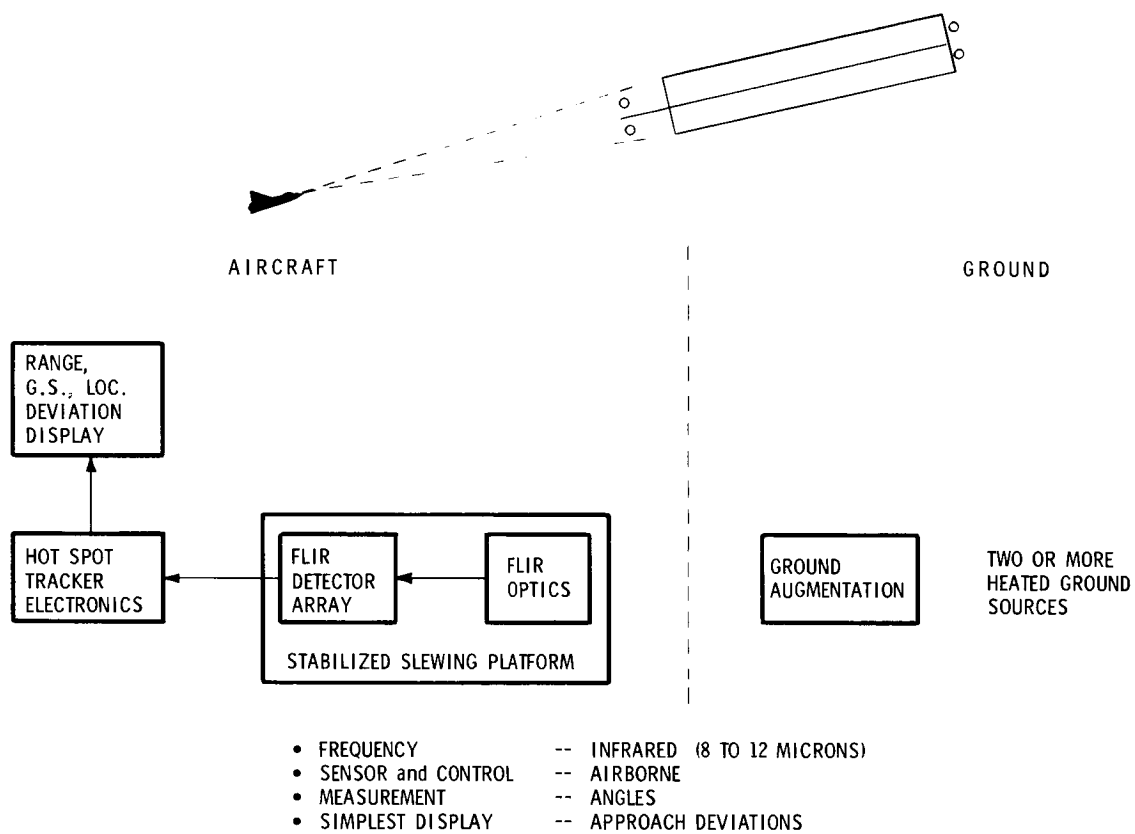 AIRCRAFT
GROUND
RANGE,
G.S., LOC.
DEVIATION
DISPLAY
HOT SPOT
TRACKER
ELECTRONICS
FLIR
DETECTOR
ARRAY
FLIR
OPTICS
STABILIZED SLEWING PLATFORM
GROUND
AUGMENTATION
TWO OR MORE
HEATED GROUND
SOURCES
• FREQUENCY -- INFRARED (8 TO 12 MICRONS)
• SENSOR and CONTROL -- AIRBORNE
• MEASUREMENT -- ANGLES
• SIMPLEST DISPLAY -- APPROACH DEVIATIONS